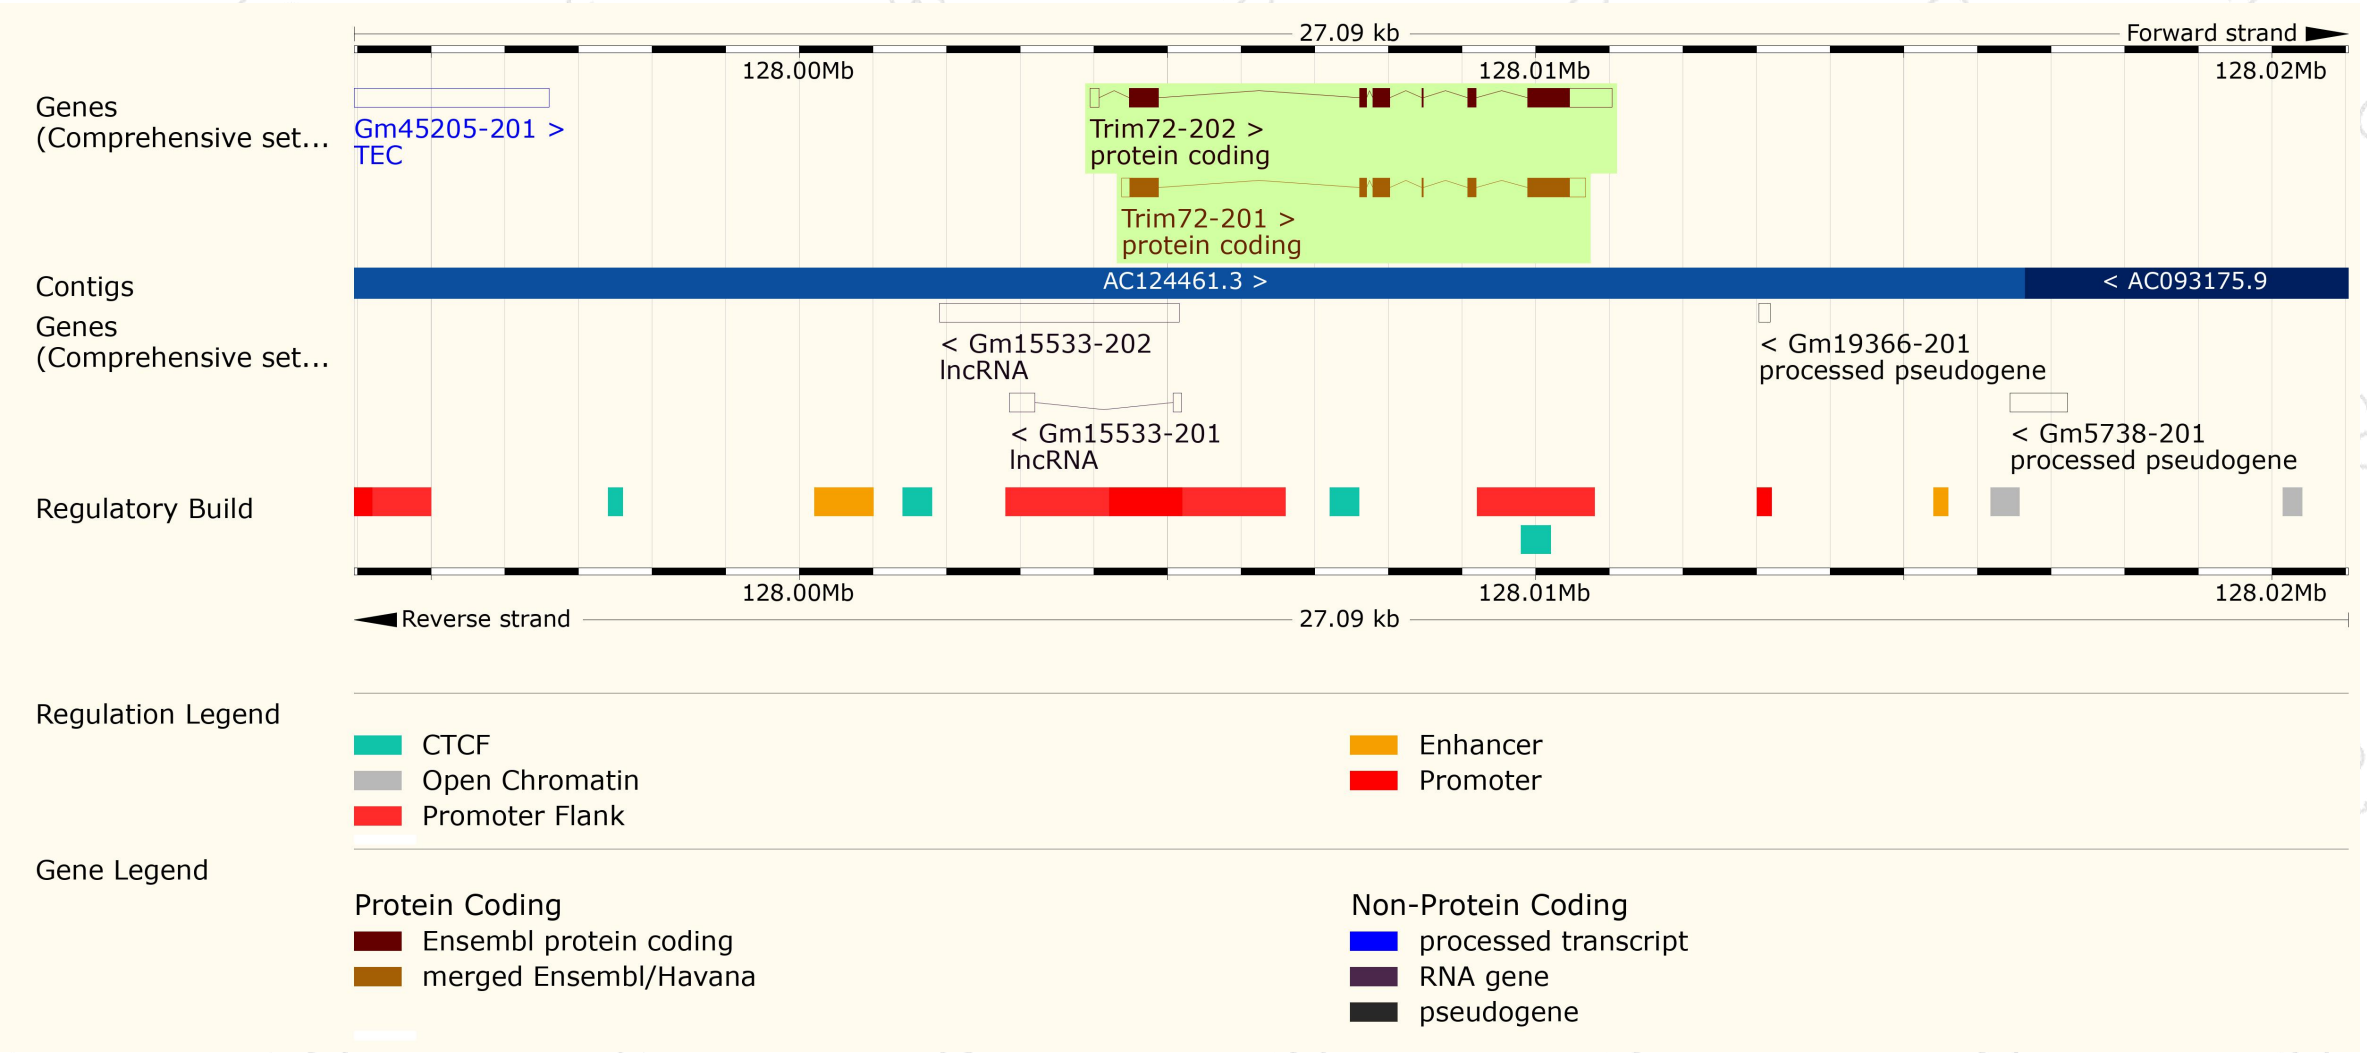 27.09 kb
Forward strand
128.00Mb 128.01Mb 128.02Mb
Genes
(Comprehensive set...
Gm45205-201 >
TEC
Trim72-202 >
protein coding
Trim72-201 >
protein coding
Contigs
AC124461.3 >
< AC093175.9
Genes
(Comprehensive set...
< Gm15533-202
lncRNA
< Gm19366-201
processed pseudogene
< Gm15533-201
lncRNA
< Gm5738-201
processed pseudogene
Regulatory Build
128.00Mb 128.01Mb 128.02Mb
Reverse strand
27.09 kb
Regulation Legend
CTCF
Enhancer
Open Chromatin
Promoter
Promoter Flank
Gene Legend
Protein Coding
Non-Protein Coding
Ensembl protein coding
processed transcript
merged Ensembl/Havana
RNA gene
pseudogene